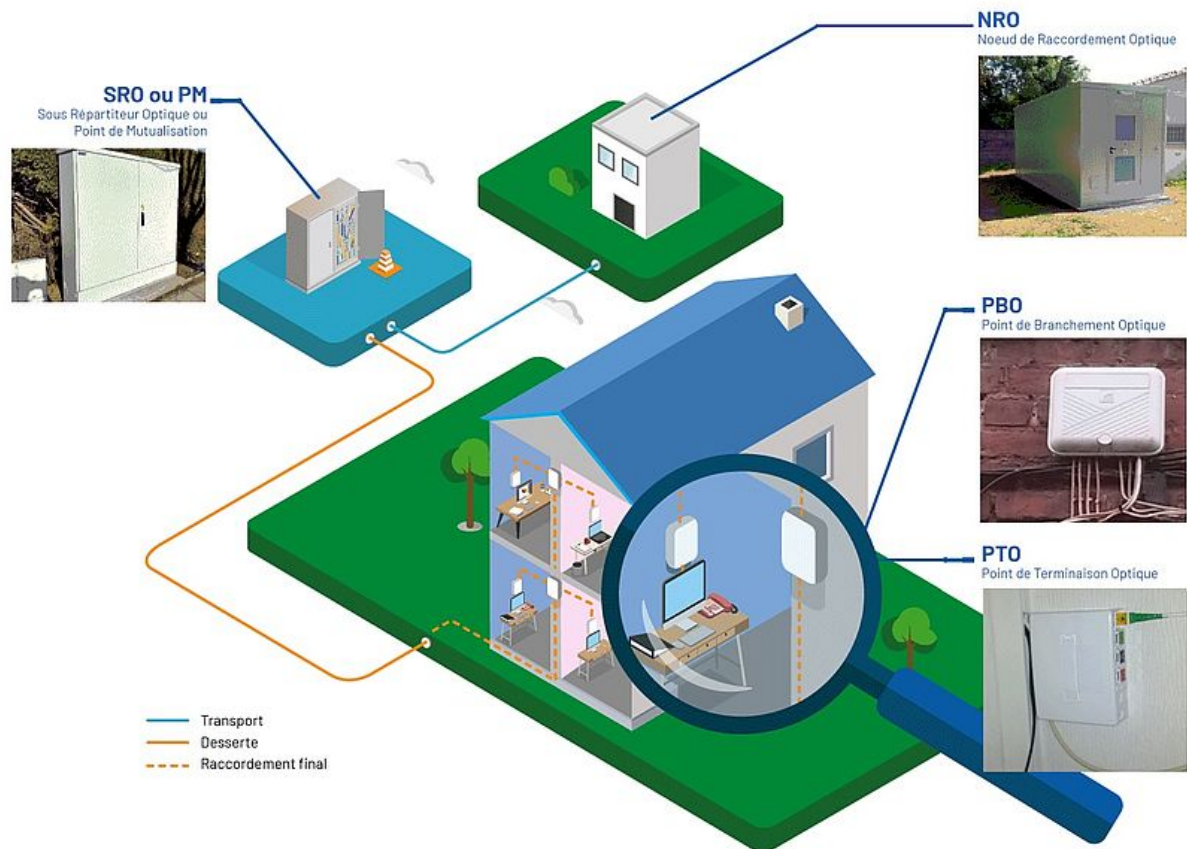 NRO
Noeud de Raccordement Optique
SRO ou PM
Sous Répartiteur Optique ou
Point de Mutualisation
PBO
Point de Branchement Optique
PTO
Point de Terminaison Optique
Transport
Desserte
Raccordement final